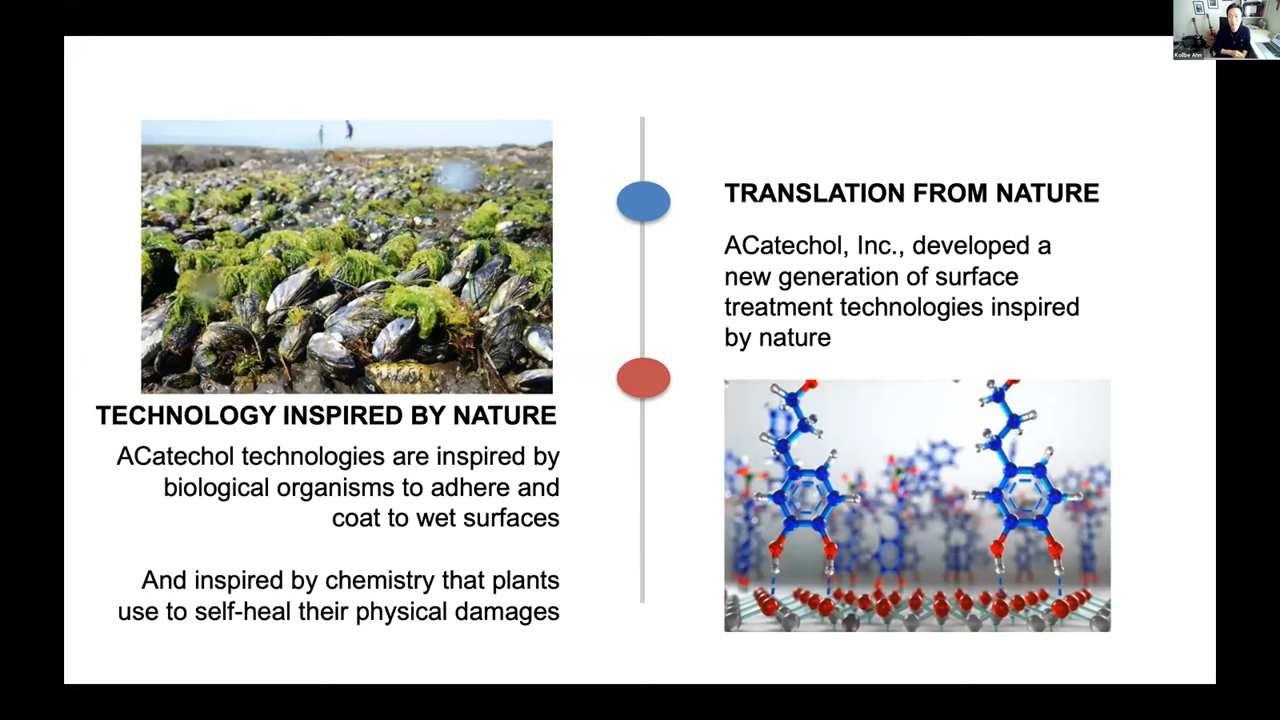 Kollbe Ahn
TECHNOLOGY INSPIRED BY NATURE
ACatechol technologies are inspired by
biological organisms to adhere and
coat to wet surfaces
And inspired by chemistry that plants
use to self-heal their physical damages
TRANSLATION FROM NATURE
ACatechol, Inc., developed a
new generation of surface
treatment technologies inspired
by nature